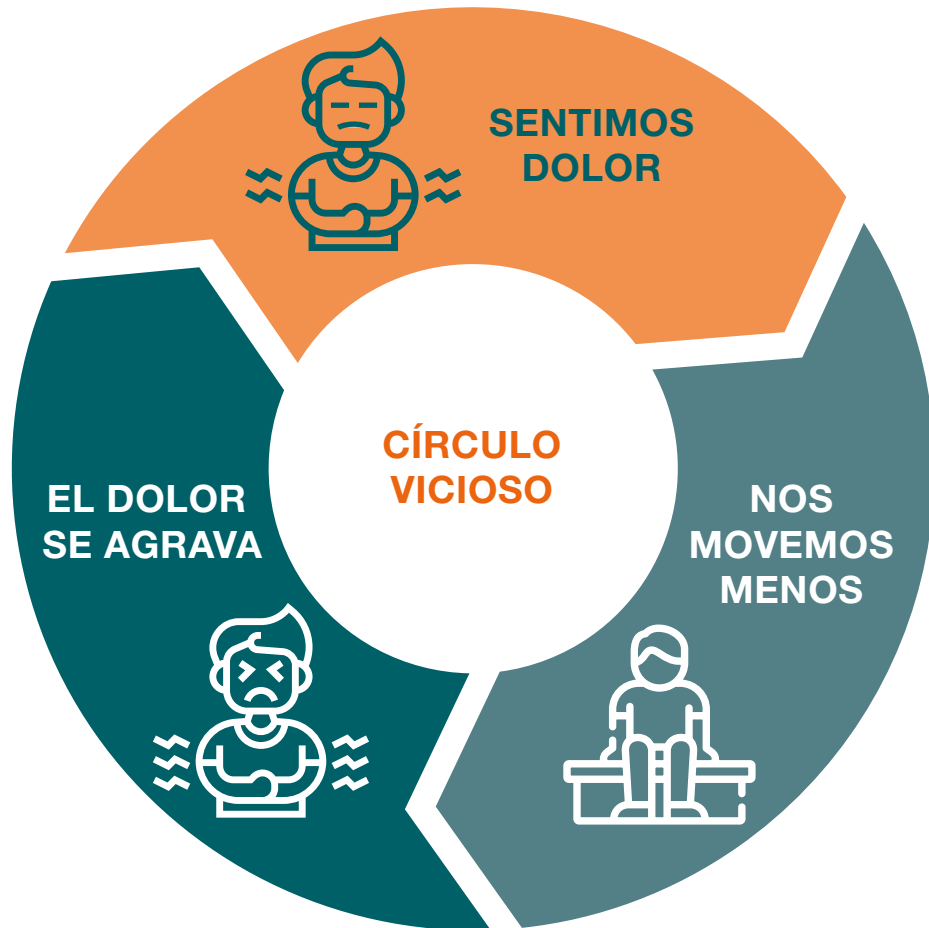 SENTIMOS
DOLOR
CÍRCULO
VICIOSO
NOS
MOVEMOS
MENOS
EL DOLOR
SE AGRAVA